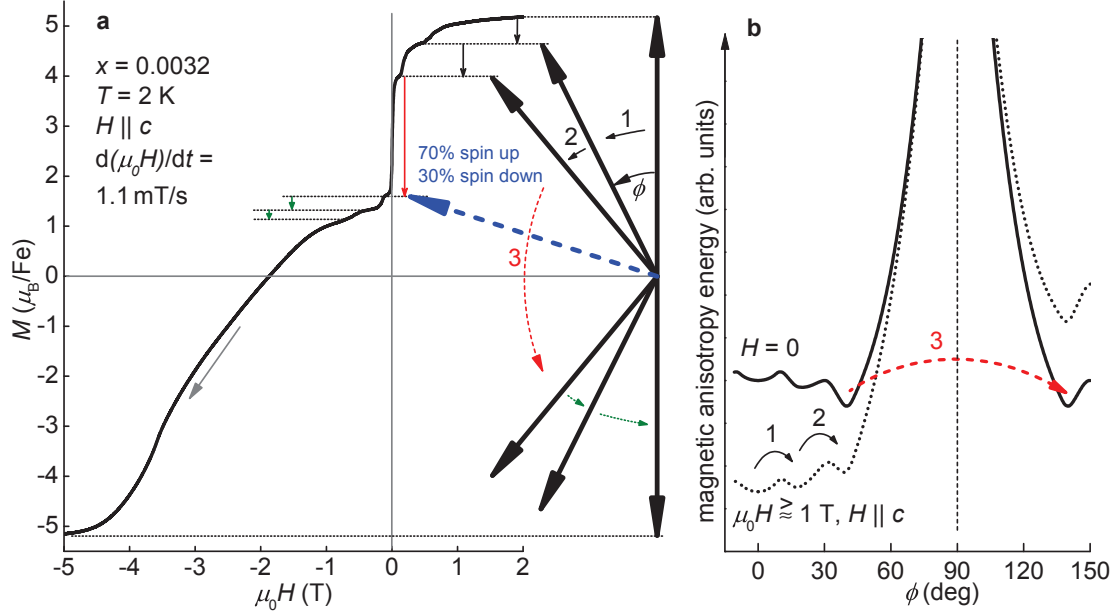 a
x = 0.0032
T = 2 K
H || c
d(μ₀H)/dt =
1.1 mT/s
M (μ_B/Fe)
5
4
3
2
1
0
-1
-2
-3
-4
-5
-5 -4 -3 -2 -1 0 1 2
μ₀H (T)
1
2
ϕ
70% spin up
30% spin down
3
b
magnetic anisotropy energy (arb. units)
H = 0
3
1
2
μ₀H ⪆ 1 T, H || c
0 30 60 90 120 150
ϕ (deg)